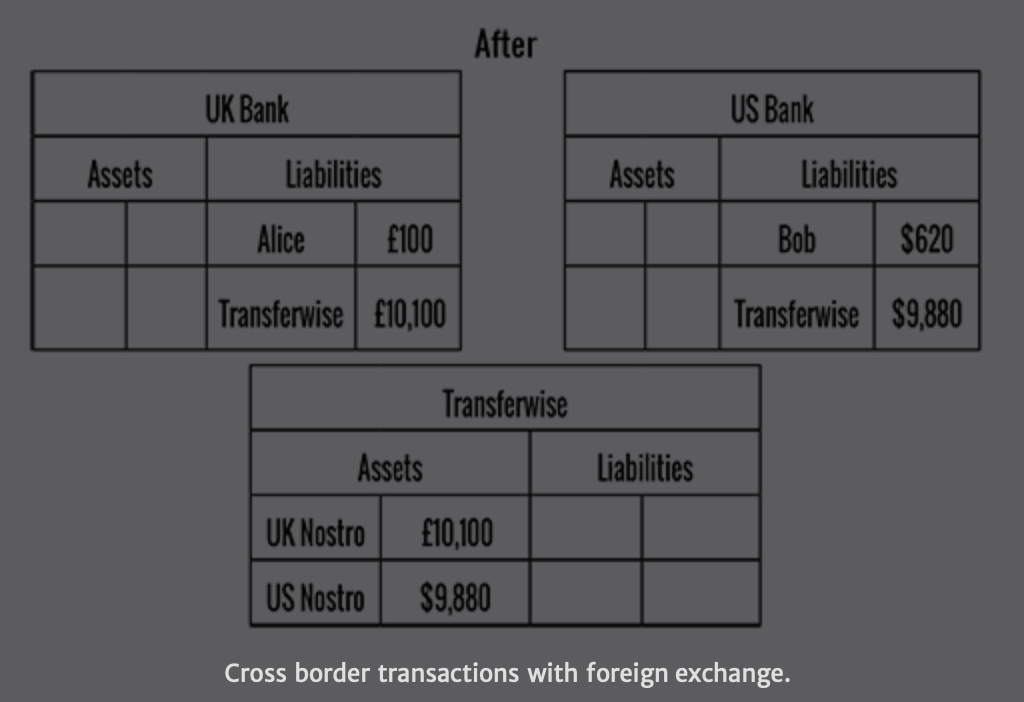 After
UK Bank
Assets Liabilities
Alice £100
Transferwise £10,100
US Bank
Assets Liabilities
Bob $620
Transferwise $9,880
Transferwise
Assets Liabilities
UK Nostro £10,100
US Nostro $9,880
Cross border transactions with foreign exchange.